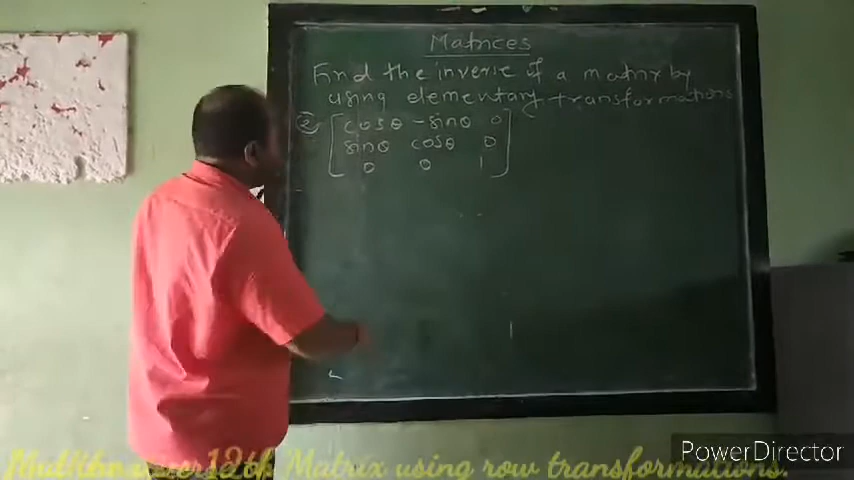 Matrices
Find the inverse of a matrix by
using elementary transformations
② cosθ -sinθ 0
sinθ cosθ 0
0 0 1
PowerDirector
12th Matrix using row transformations.